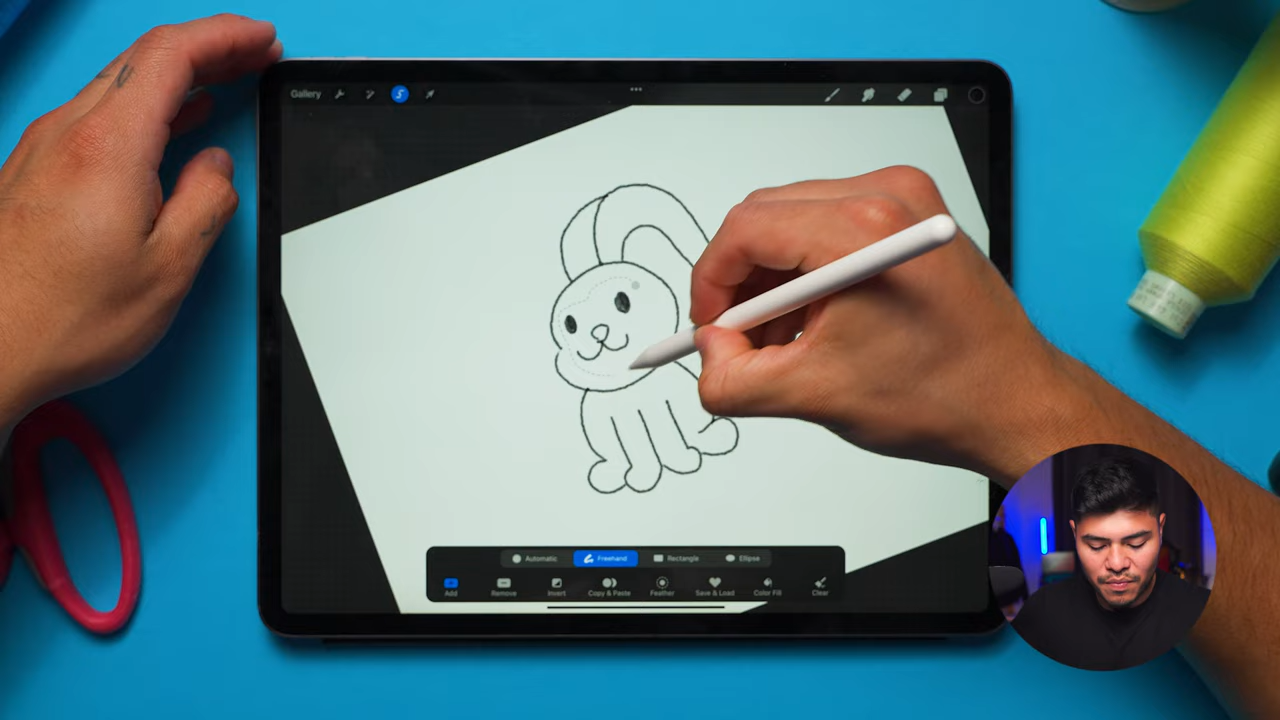 Gallery
Automatic Freehand Rectangle Ellipse
Add Remove Invert Copy & Paste Feather Save & Load Color Fill Clear